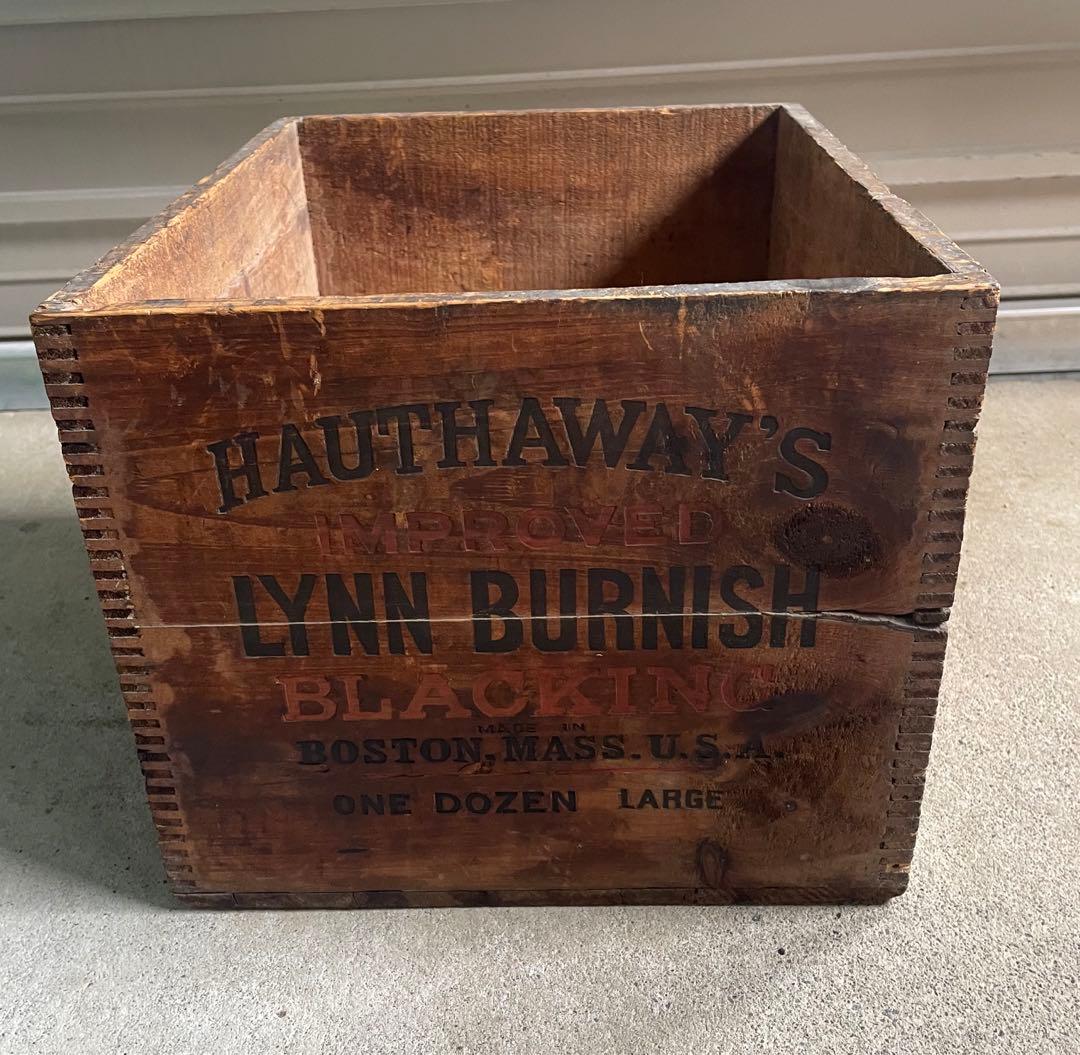 HAUTHAWAY'S
IMPROVED
LYNN BURNISH
BLACKING
MADE IN
BOSTON, MASS. U.S.A.
ONE DOZEN LARGE